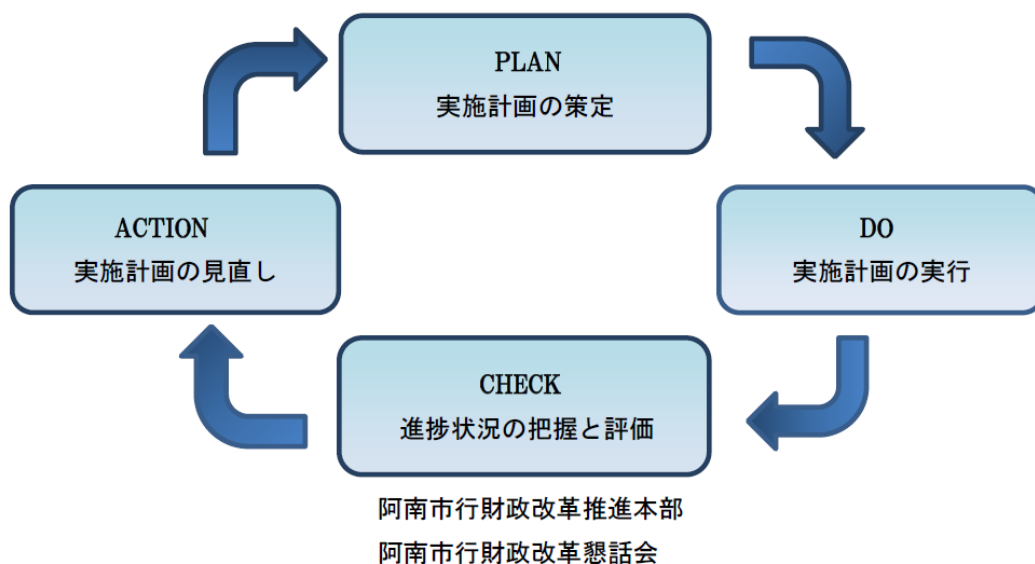 PLAN
実施計画の策定
ACTION
実施計画の見直し
DO
実施計画の実行
CHECK
進捗状況の把握と評価
阿南市行財政改革推進本部
阿南市行財政改革懇話会